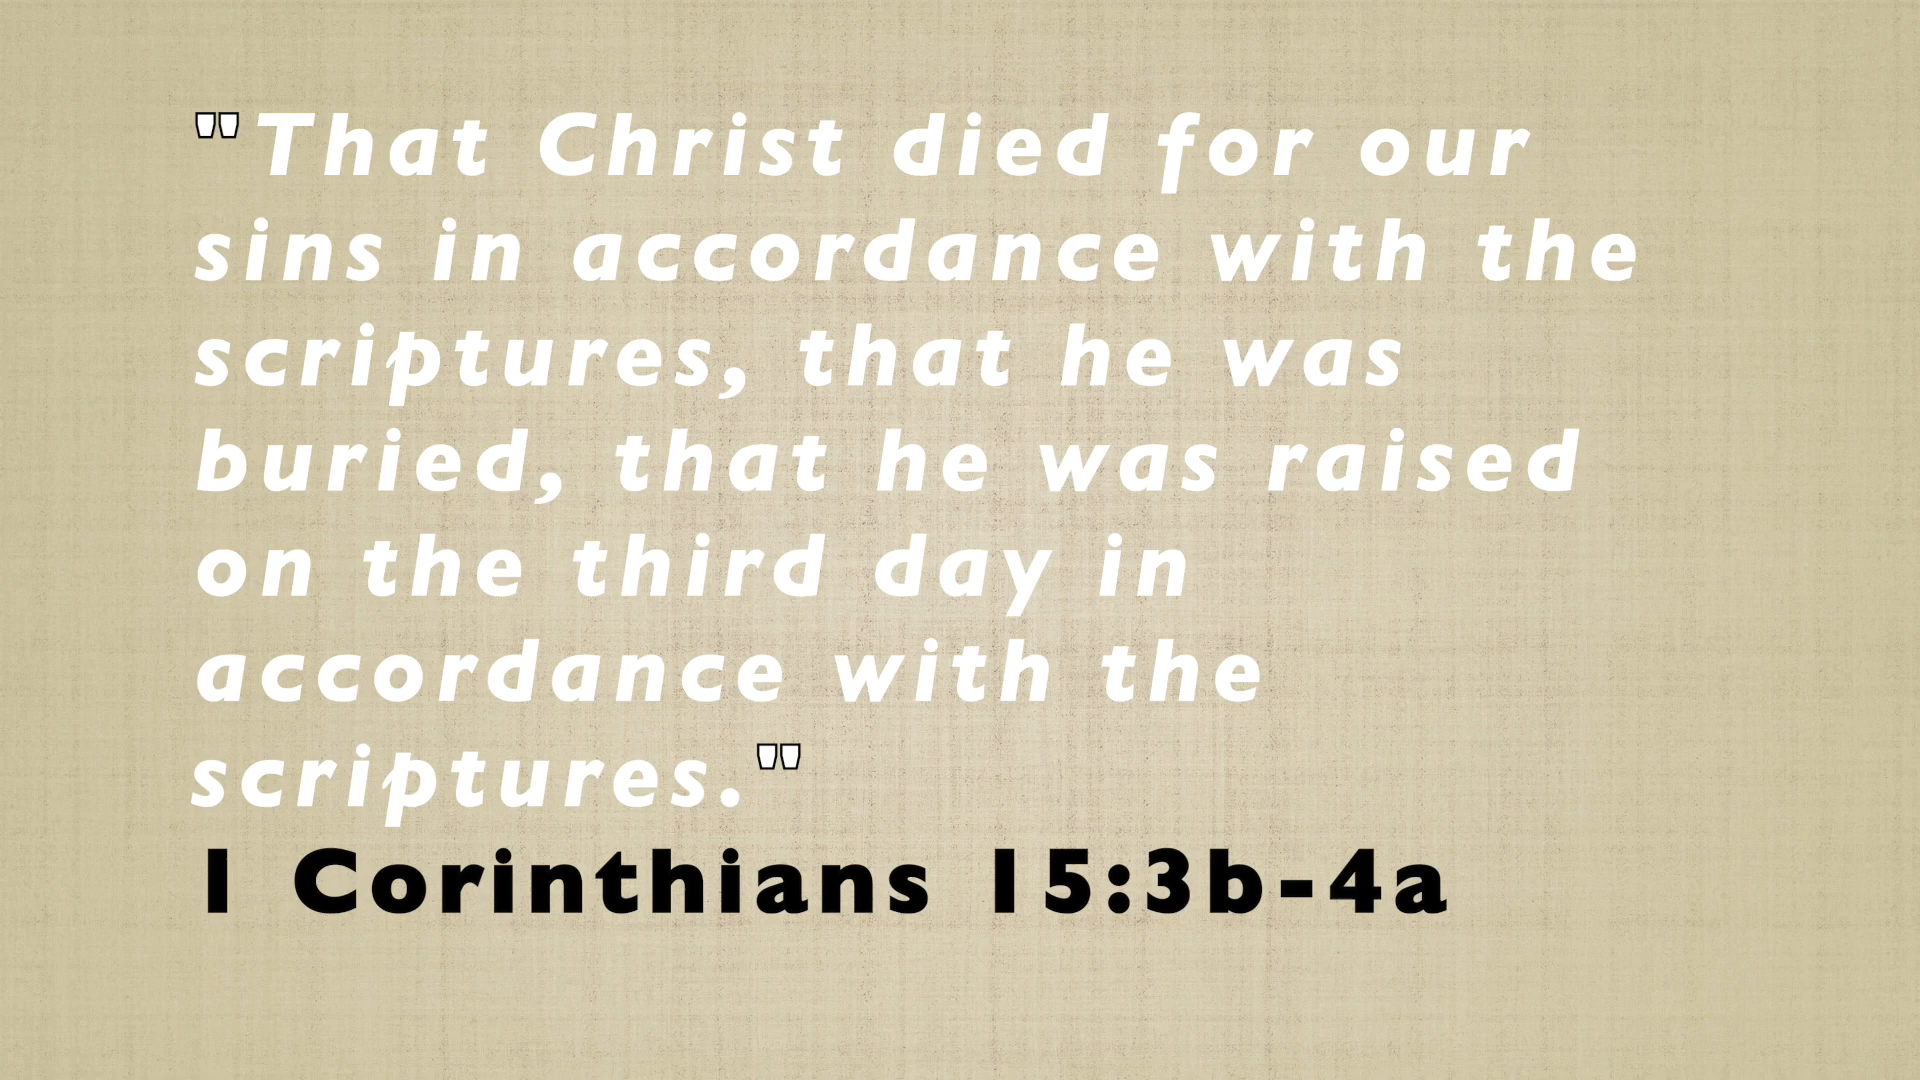 "That Christ died for our
sins in accordance with the
scriptures, that he was
buried, that he was raised
on the third day in
accordance with the
scriptures."
1 Corinthians 15:3b-4a